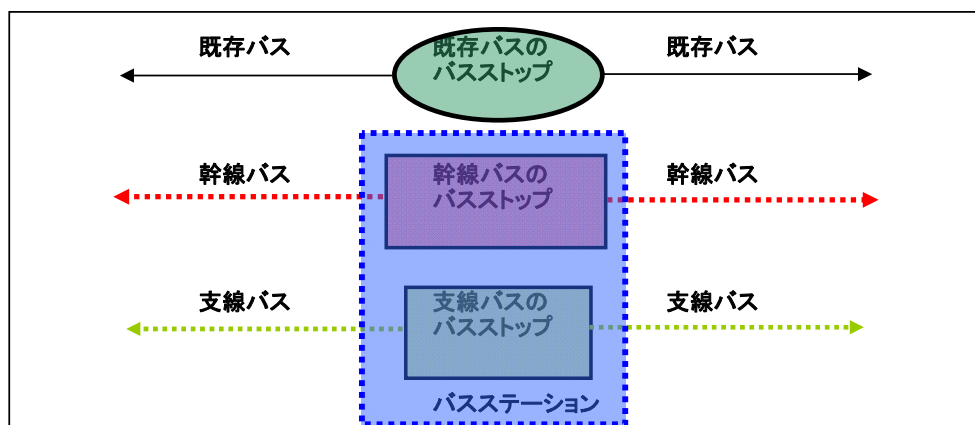 既存バス
既存バスの
バスストップ
既存バス
幹線バス
幹線バスの
バスストップ
幹線バス
支線バス
支線バスの
バスストップ
支線バス
バスステーション